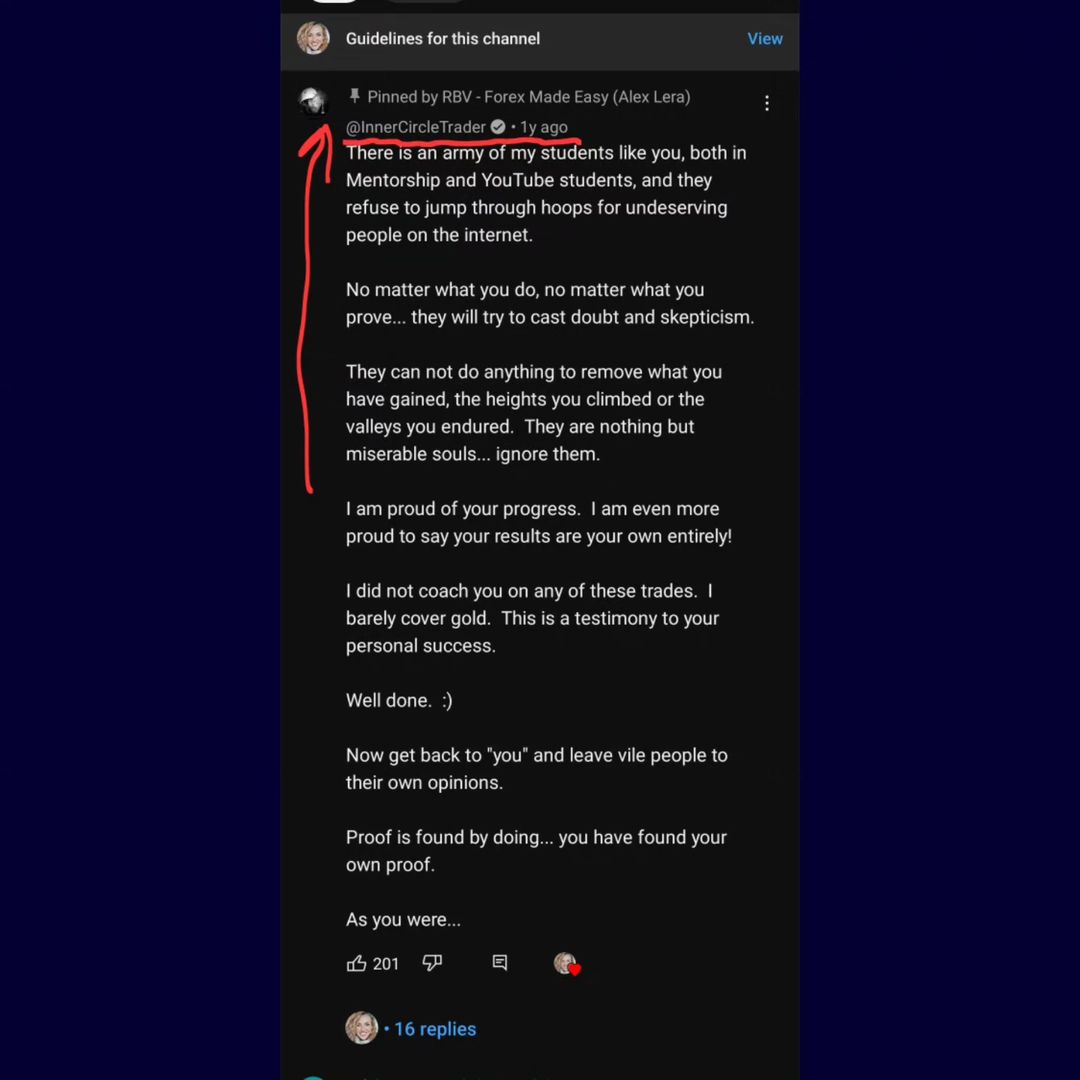 Guidelines for this channel
View
Pinned by RBV - Forex Made Easy (Alex Lera)
@InnerCircleTrader • 1y ago
There is an army of my students like you, both in
Mentorship and YouTube students, and they
refuse to jump through hoops for undeserving
people on the internet.
No matter what you do, no matter what you
prove... they will try to cast doubt and skepticism.
They can not do anything to remove what you
have gained, the heights you climbed or the
valleys you endured.  They are nothing but
miserable souls... ignore them.
I am proud of your progress.  I am even more
proud to say your results are your own entirely!
I did not coach you on any of these trades.  I
barely cover gold.  This is a testimony to your
personal success.
Well done.  :)
Now get back to "you" and leave vile people to
their own opinions.
Proof is found by doing... you have found your
own proof.
As you were...
201
• 16 replies